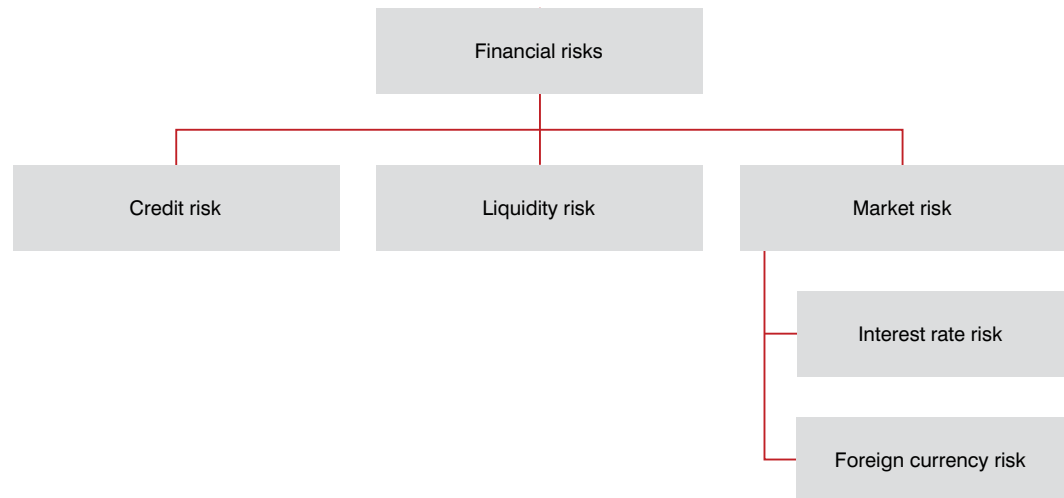 Financial risks
Credit risk
Liquidity risk
Market risk
Interest rate risk
Foreign currency risk